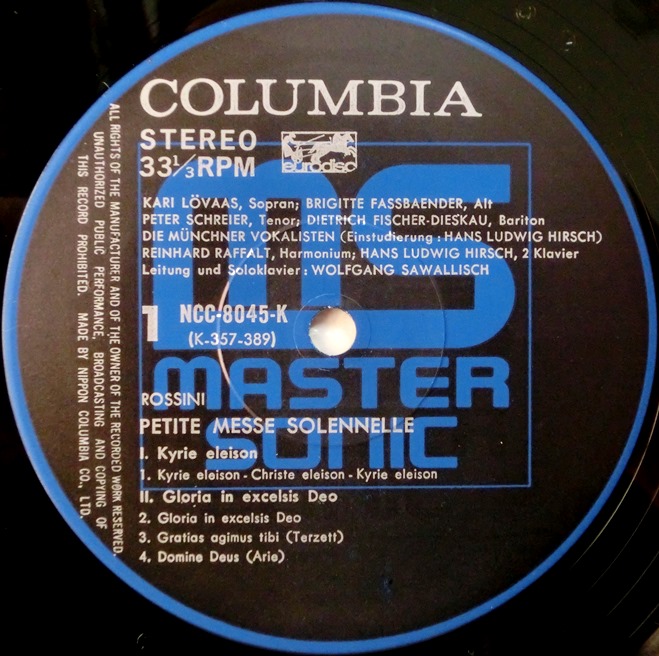 COLUMBIA
STEREO
33 1/3 RPM
eurodisc
MS
KARI LÖVAAS, Sopran; BRIGITTE FASSBAENDER, Alt
PETER SCHREIER, Tenor; DIETRICH FISCHER-DIESKAU, Bariton
DIE MÜNCHNER VOKALISTEN (Einstudierung : HANS LUDWIG HIRSCH)
REINHARD RAFFALT, Harmonium; HANS LUDWIG HIRSCH, 2 Klavier
Leitung und Soloklavier : WOLFGANG SAWALLISCH
1 NCC-8045-K
(K-357-389)
MASTER
SONIC
ROSSINI
PETITE MESSE SOLENNELLE
I. Kyrie eleison
1. Kyrie eleison - Christe eleison - Kyrie eleison
II. Gloria in excelsis Deo
2. Gloria in excelsis Deo
3. Gratias agimus tibi (Terzett)
4. Domine Deus (Arie)
ALL RIGHTS OF THE MANUFACTURER AND OF THE OWNER OF THE RECORDED WORK RESERVED.
UNAUTHORIZED PUBLIC PERFORMANCE, BROADCASTING AND COPYING OF
THIS RECORD PROHIBITED. MADE BY NIPPON COLUMBIA CO., LTD.